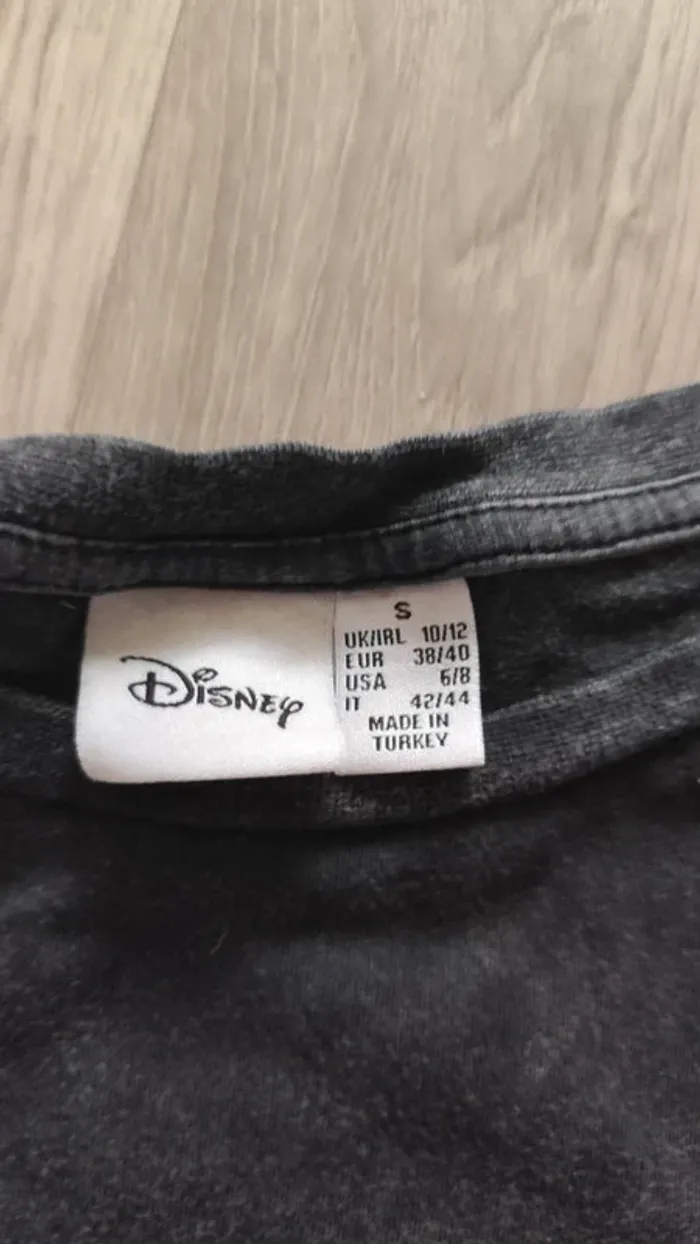 Disney
S
UK/IRL 10/12
EUR 38/40
USA 6/8
IT 42/44
MADE IN
TURKEY